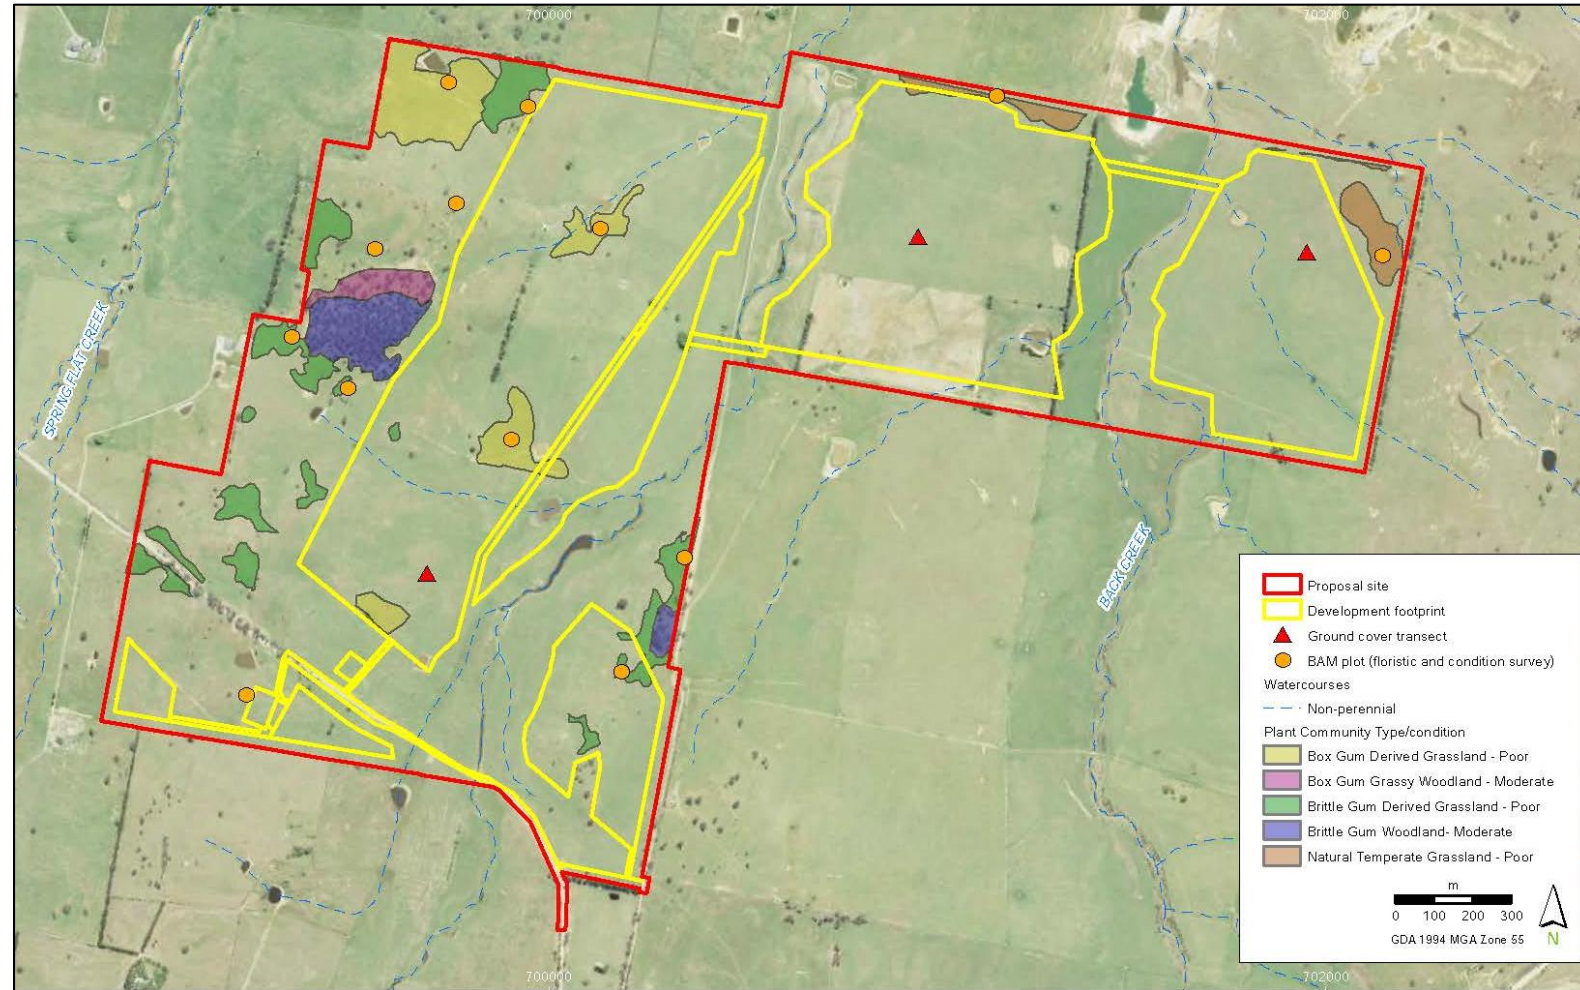 700000
702000
SPRING FLAT CREEK
BACK CREEK
Proposal site
Development footprint
Ground cover transect
BAM plot (floristic and condition survey)
Watercourses
Non-perennial
Plant Community Type/condition
Box Gum Derived Grassland - Poor
Box Gum Grassy Woodland - Moderate
Brittle Gum Derived Grassland - Poor
Brittle Gum Woodland- Moderate
Natural Temperate Grassland - Poor
m
0 100 200 300
GDA 1994 MGA Zone 55
N
700000
702000